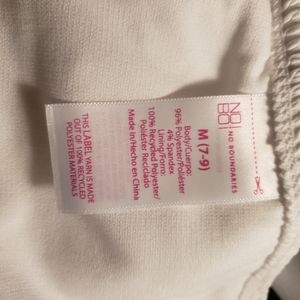 NO
BO
NO BOUNDARIES
M (7-9)
Body/Cuerpo:
96% Polyester/Poliéster
4% Spandex
Lining/Forro:
100% Recycled Polyester/
Poliéster Reciclado
Made in/Hecho en China
THIS LABEL YARN IS MADE
OUT OF 100% RECYCLED
POLYESTER MATERIALS